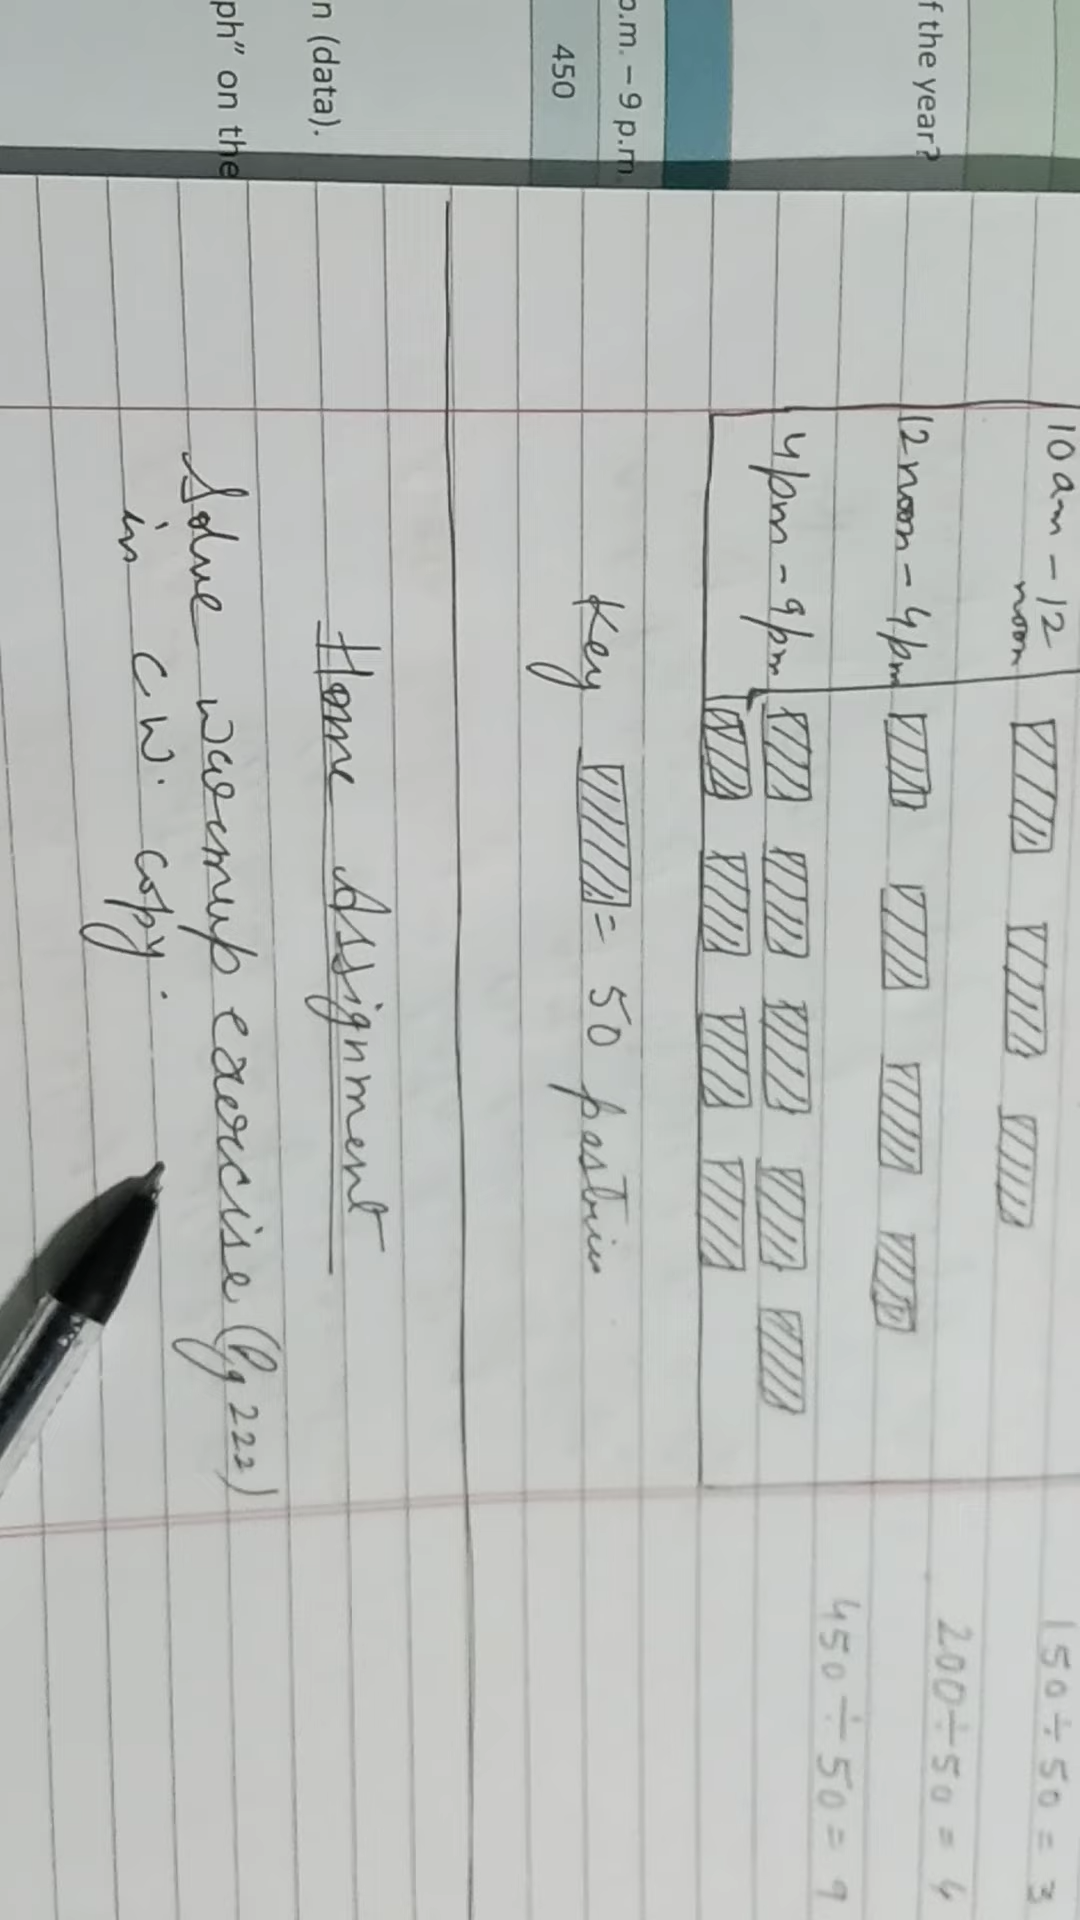 f the year?
p.m. – 9 p.m.
450
n (data).
ph" on the
10 am - 12
noon
150 ÷ 50 = 3
12 noon - 4 pm
200 ÷ 50 = 4
4 pm - 9 pm
450 ÷ 50 = 9
Key = 50 pastries
Home Assignment
Solve warmup exercise (Pg 222)
in C.W. copy.